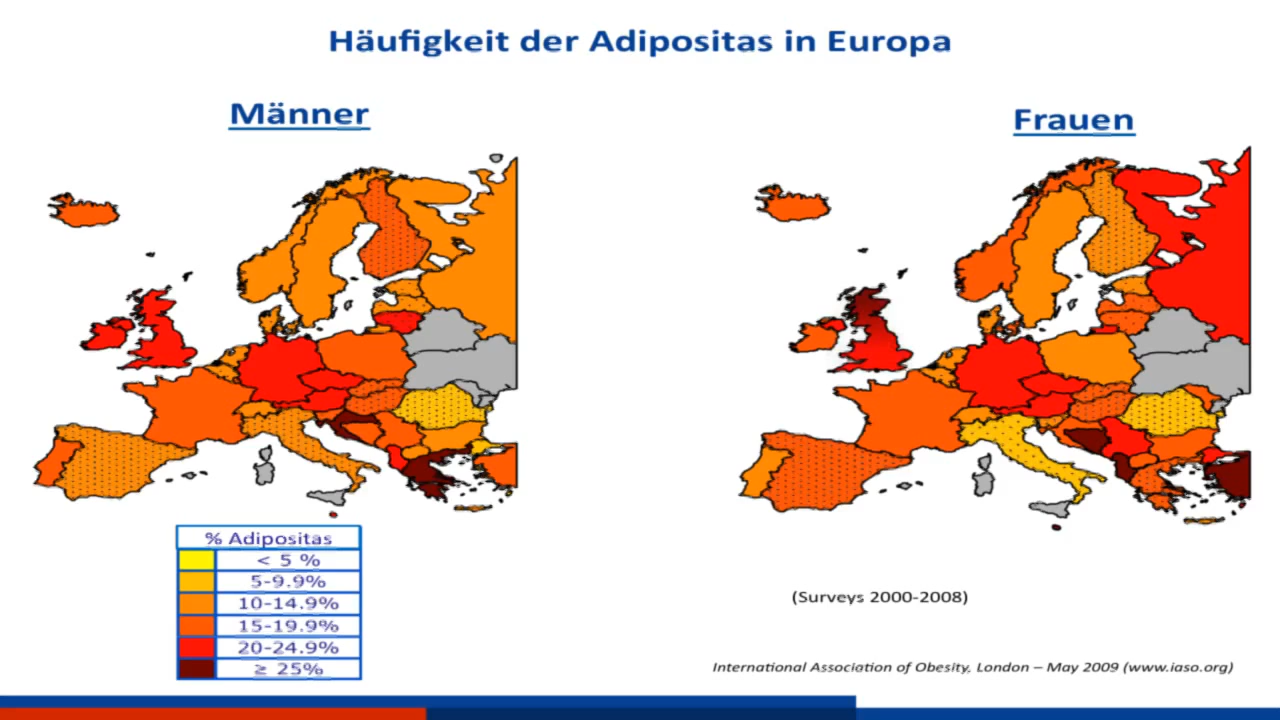 Häufigkeit der Adipositas in Europa
Männer
Frauen
% Adipositas
< 5 %
5-9.9%
10-14.9%
15-19.9%
20-24.9%
≥ 25%
(Surveys 2000-2008)
International Association of Obesity, London – May 2009 (www.iaso.org)